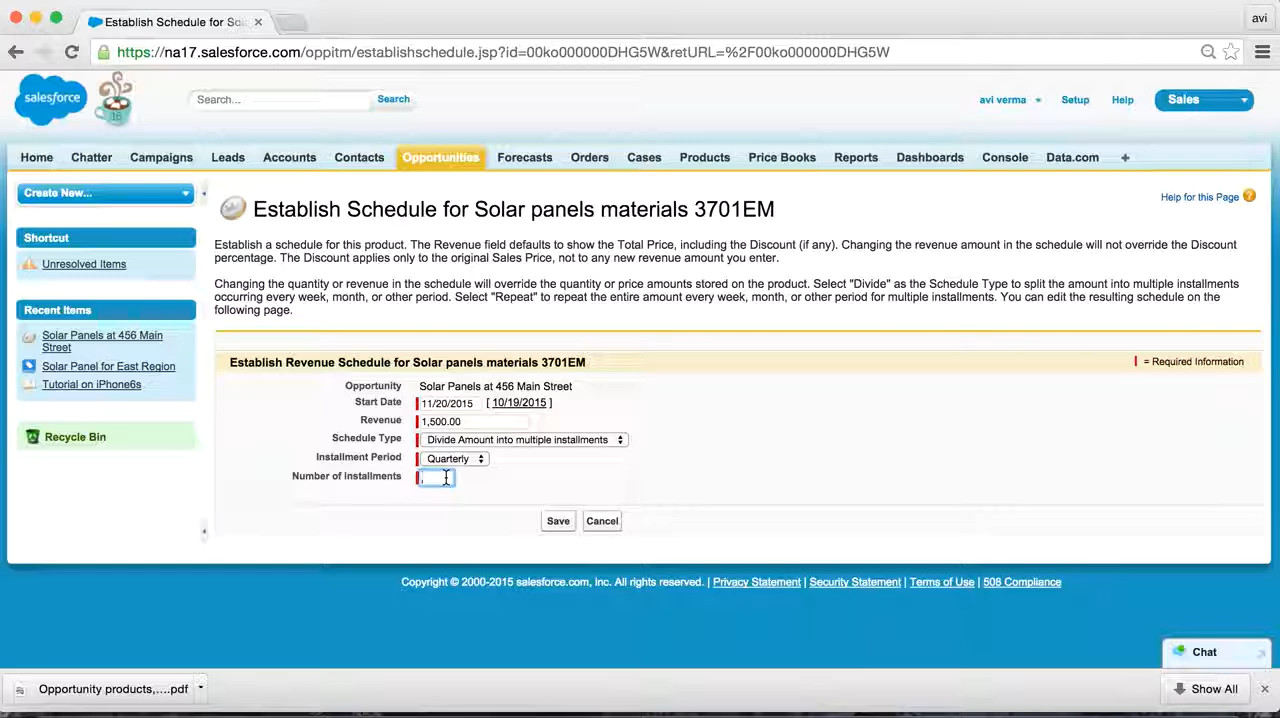 Establish Schedule for Sol
avi
https://na17.salesforce.com/oppitm/establishschedule.jsp?id=00ko000000DHG5W&retURL=%2F00ko000000DHG5W
salesforce
16
Search...
Search
avi verma
Setup
Help
Sales
Home Chatter Campaigns Leads Accounts Contacts Opportunities Forecasts Orders Cases Products Price Books Reports Dashboards Console Data.com +
Create New...
Shortcut
Unresolved Items
Recent Items
Solar Panels at 456 Main
Street
Solar Panel for East Region
Tutorial on iPhone6s
Recycle Bin
Help for this Page ?
Establish Schedule for Solar panels materials 3701EM
Establish a schedule for this product. The Revenue field defaults to show the Total Price, including the Discount (if any). Changing the revenue amount in the schedule will not override the Discount
percentage. The Discount applies only to the original Sales Price, not to any new revenue amount you enter.
Changing the quantity or revenue in the schedule will override the quantity or price amounts stored on the product. Select "Divide" as the Schedule Type to split the amount into multiple installments
occurring every week, month, or other period. Select "Repeat" to repeat the entire amount every week, month, or other period for multiple installments. You can edit the resulting schedule on the
following page.
Establish Revenue Schedule for Solar panels materials 3701EM
= Required Information
Opportunity Solar Panels at 456 Main Street
Start Date 11/20/2015 [ 10/19/2015 ]
Revenue 1,500.00
Schedule Type Divide Amount into multiple installments
Installment Period Quarterly
Number of installments
Save Cancel
Copyright © 2000-2015 salesforce.com, inc. All rights reserved. | Privacy Statement | Security Statement | Terms of Use | 508 Compliance
Chat
Opportunity products,....pdf
Show All